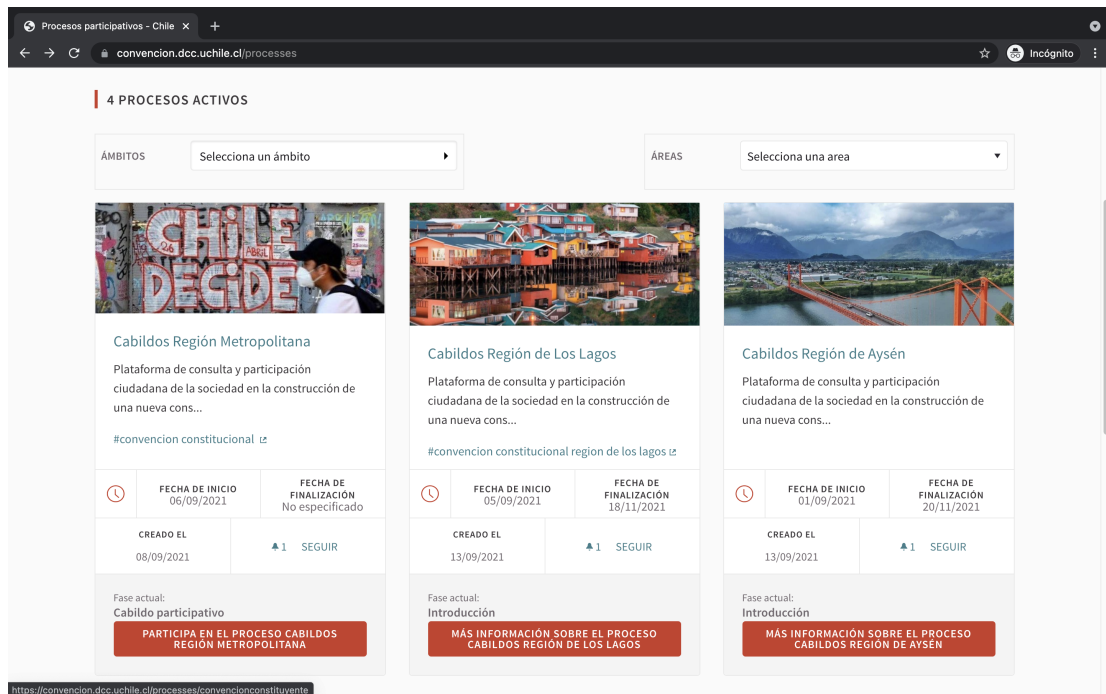 Procesos participativos - Chile
convencion.dcc.uchile.cl/processes
Incógnito
4 PROCESOS ACTIVOS
ÁMBITOS
Selecciona un ámbito
ÁREAS
Selecciona una area
CHiLE
ABRIL
26
DECiDE
Cabildos Región Metropolitana
Plataforma de consulta y participación
ciudadana de la sociedad en la construcción de
una nueva cons...
#convencion constitucional
FECHA DE INICIO
06/09/2021
FECHA DE
FINALIZACIÓN
No especificado
CREADO EL
08/09/2021
1 SEGUIR
Fase actual:
Cabildo participativo
PARTICIPA EN EL PROCESO CABILDOS
REGIÓN METROPOLITANA
Cabildos Región de Los Lagos
Plataforma de consulta y participación
ciudadana de la sociedad en la construcción de
una nueva cons...
#convencion constitucional region de los lagos
FECHA DE INICIO
05/09/2021
FECHA DE
FINALIZACIÓN
18/11/2021
CREADO EL
13/09/2021
1 SEGUIR
Fase actual:
Introducción
MÁS INFORMACIÓN SOBRE EL PROCESO
CABILDOS REGIÓN DE LOS LAGOS
Cabildos Región de Aysén
Plataforma de consulta y participación
ciudadana de la sociedad en la construcción de
una nueva cons...
FECHA DE INICIO
01/09/2021
FECHA DE
FINALIZACIÓN
20/11/2021
CREADO EL
13/09/2021
1 SEGUIR
Fase actual:
Introducción
MÁS INFORMACIÓN SOBRE EL PROCESO
CABILDOS REGIÓN DE AYSÉN
https://convencion.dcc.uchile.cl/processes/convencionconstituyente